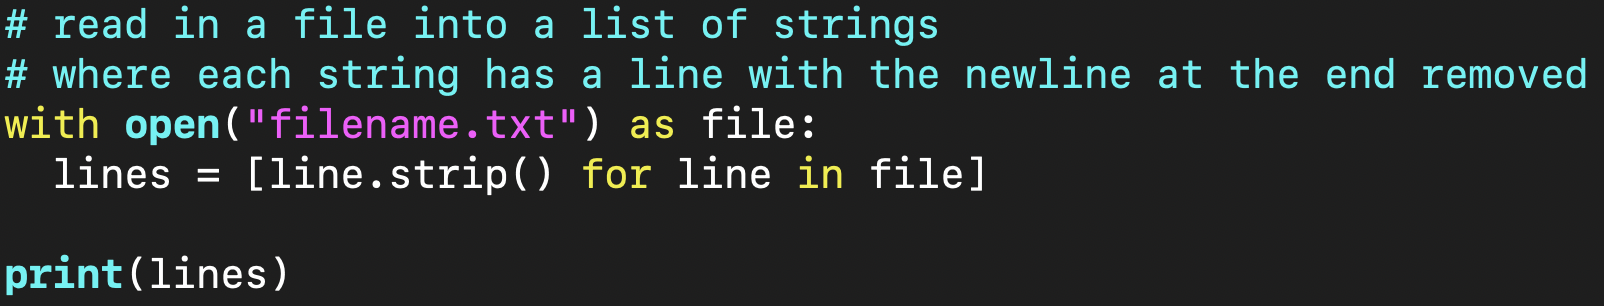 # read in a file into a list of strings
# where each string has a line with the newline at the end removed
with open("filename.txt") as file:
  lines = [line.strip() for line in file]

print(lines)